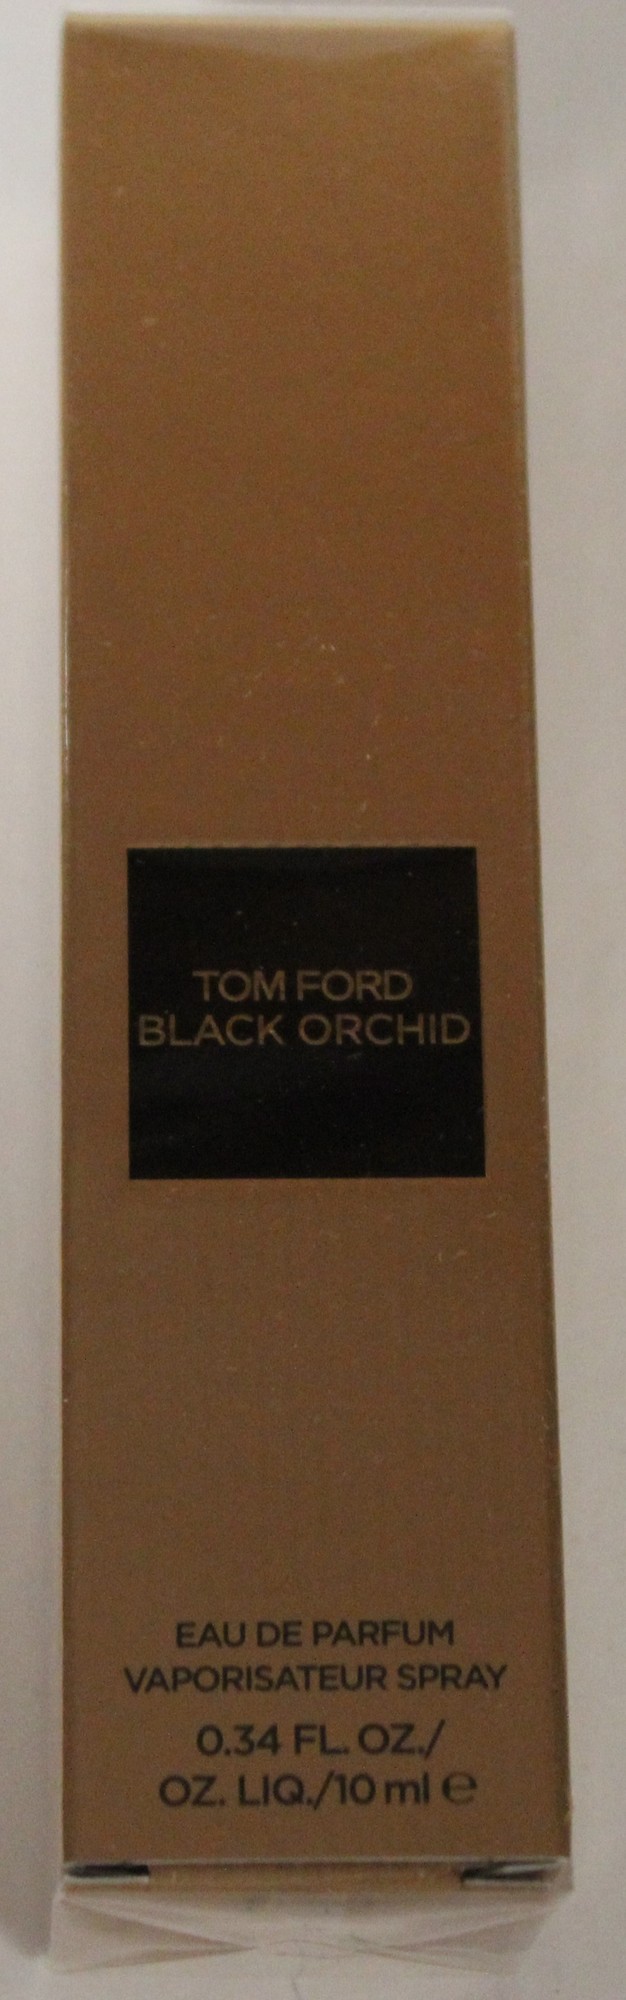 TOM FORD
BLACK ORCHID
EAU DE PARFUM
VAPORISATEUR SPRAY
0.34 FL. OZ./
OZ. LIQ./10 ml ℮